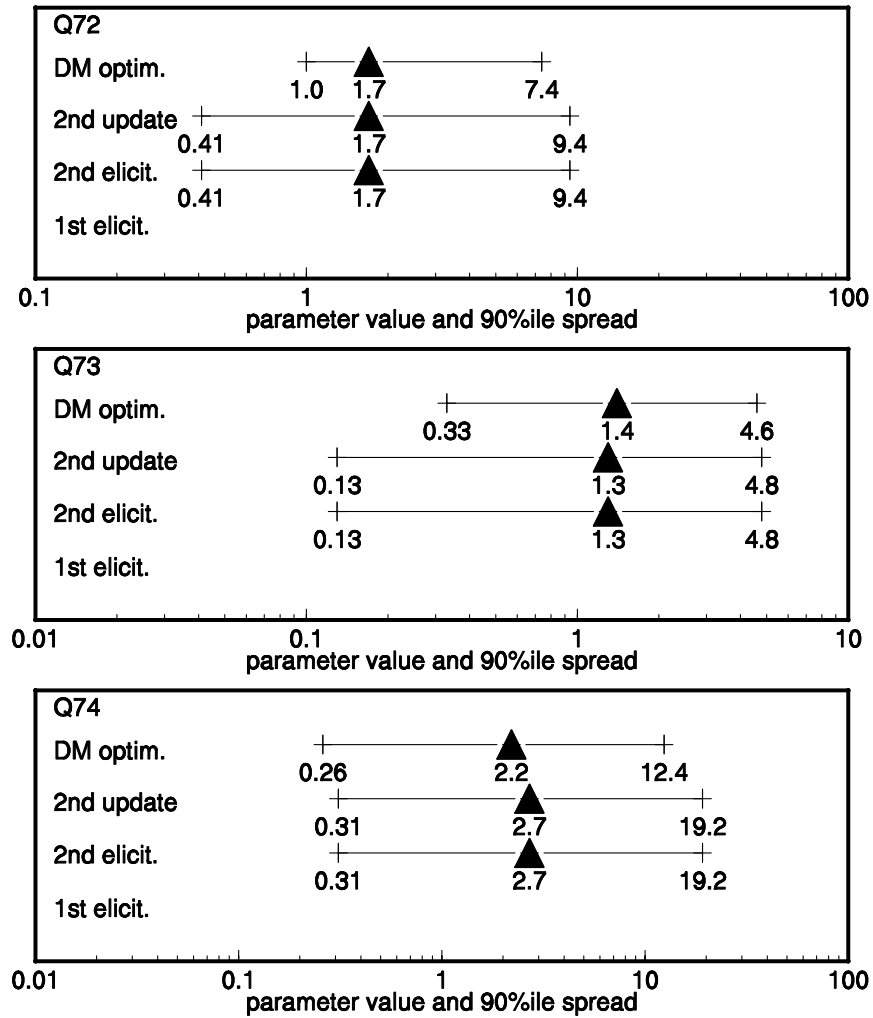 Q72
DM optim.
1.0 1.7 7.4
2nd update
0.41 1.7 9.4
2nd elicit.
0.41 1.7 9.4
1st elicit.
0.1 1 10 100
parameter value and 90%ile spread
Q73
DM optim.
0.33 1.4 4.6
2nd update
0.13 1.3 4.8
2nd elicit.
0.13 1.3 4.8
1st elicit.
0.01 0.1 1 10
parameter value and 90%ile spread
Q74
DM optim.
0.26 2.2 12.4
2nd update
0.31 2.7 19.2
2nd elicit.
0.31 2.7 19.2
1st elicit.
0.01 0.1 1 10 100
parameter value and 90%ile spread